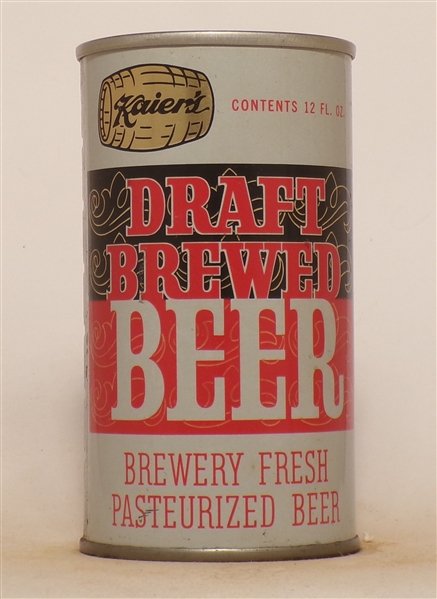 Kaier's
CONTENTS 12 FL. OZ.
DRAFT
BREWED
BEER
BREWERY FRESH
PASTEURIZED BEER